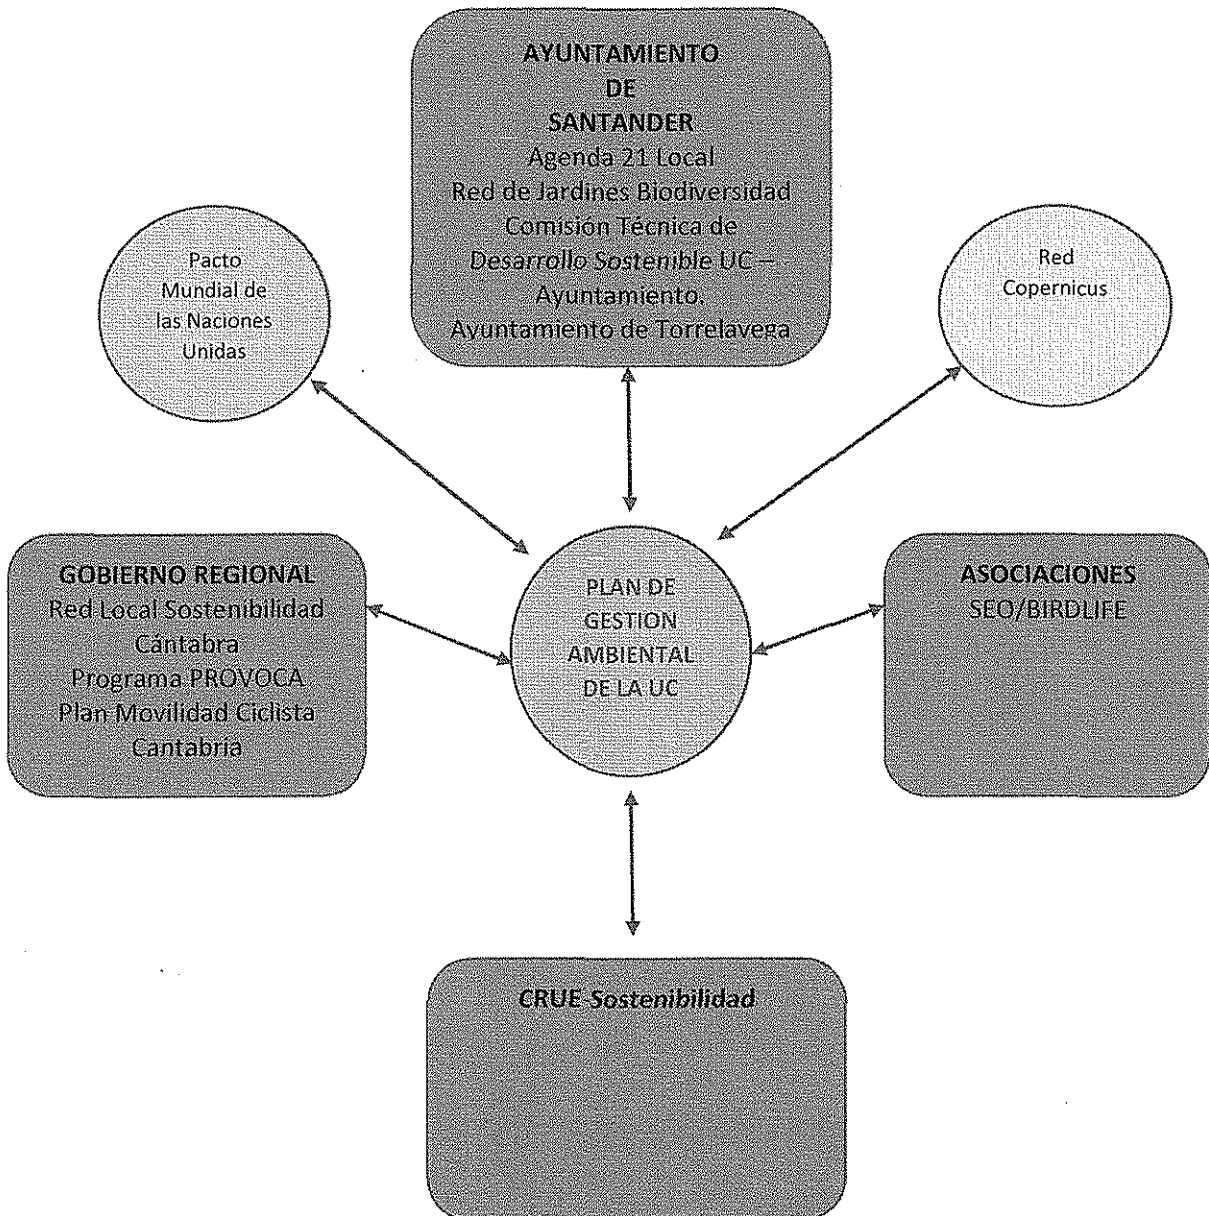 AYUNTAMIENTO
DE
SANTANDER
Agenda 21 Local
Red de Jardines Biodiversidad
Comisión Técnica de
Desarrollo Sostenible UC –
Ayuntamiento.
Ayuntamiento de Torrelavega
Pacto
Mundial de
las Naciones
Unidas
Red
Copernicus
GOBIERNO REGIONAL
Red Local Sostenibilidad
Cántabra
Programa PROVOCA
Plan Movilidad Ciclista
Cantabria
PLAN DE
GESTION
AMBIENTAL
DE LA UC
ASOCIACIONES
SEO/BIRDLIFE
CRUE Sostenibilidad